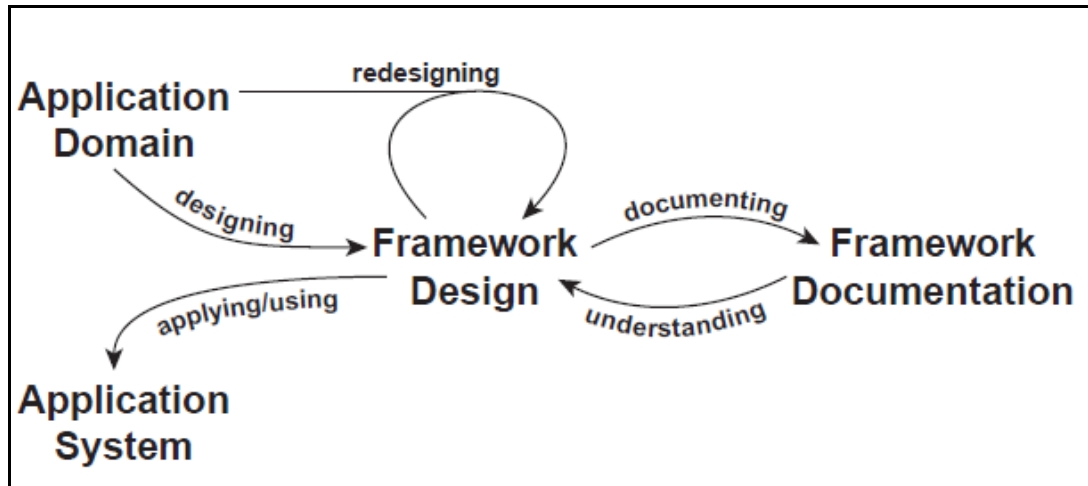 redesigning
Application
Domain
designing
documenting
Framework
Design
Framework
Documentation
applying/using
understanding
Application
System